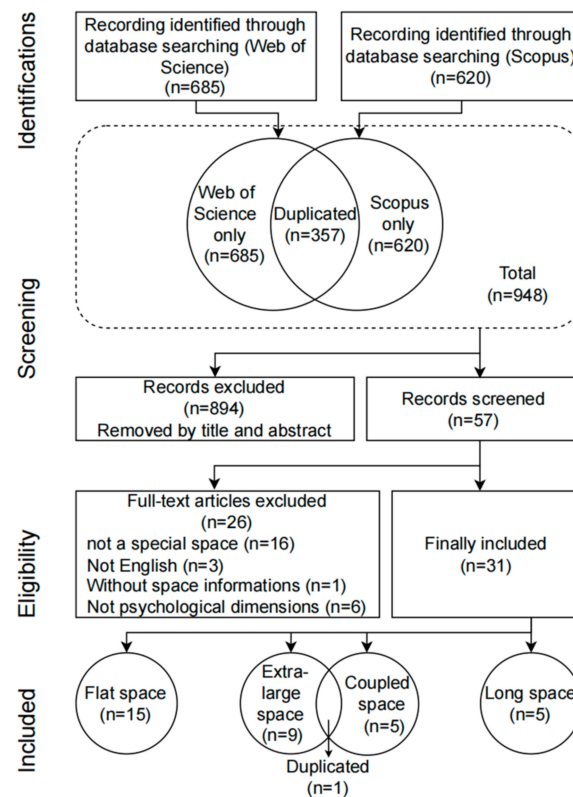 Identifications
Recording identified through
database searching (Web of
Science)
(n=685)
Recording identified through
database searching (Scopus)
(n=620)
Screening
Web of
Science
only
(n=685)
Duplicated
(n=357)
Scopus
only
(n=620)
Total
(n=948)
Records excluded
(n=894)
Removed by title and abstract
Records screened
(n=57)
Eligibility
Full-text articles excluded
(n=26)
not a special space (n=16)
Not English (n=3)
Without space informations (n=1)
Not psychological dimensions (n=6)
Finally included
(n=31)
Included
Flat space
(n=15)
Extra-
large
space
(n=9)
Coupled
space
(n=5)
Long space
(n=5)
Duplicated
(n=1)